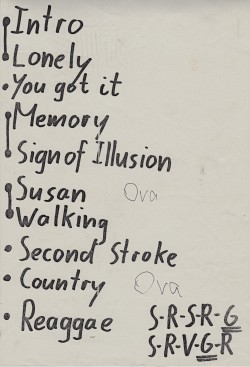 Intro
Lonely
You got it
Memory
Sign of Illusion
Susan Ova
Walking
Second Stroke
Country Ova
Reaggae S-R-S-R-G
S-R-V-G-R